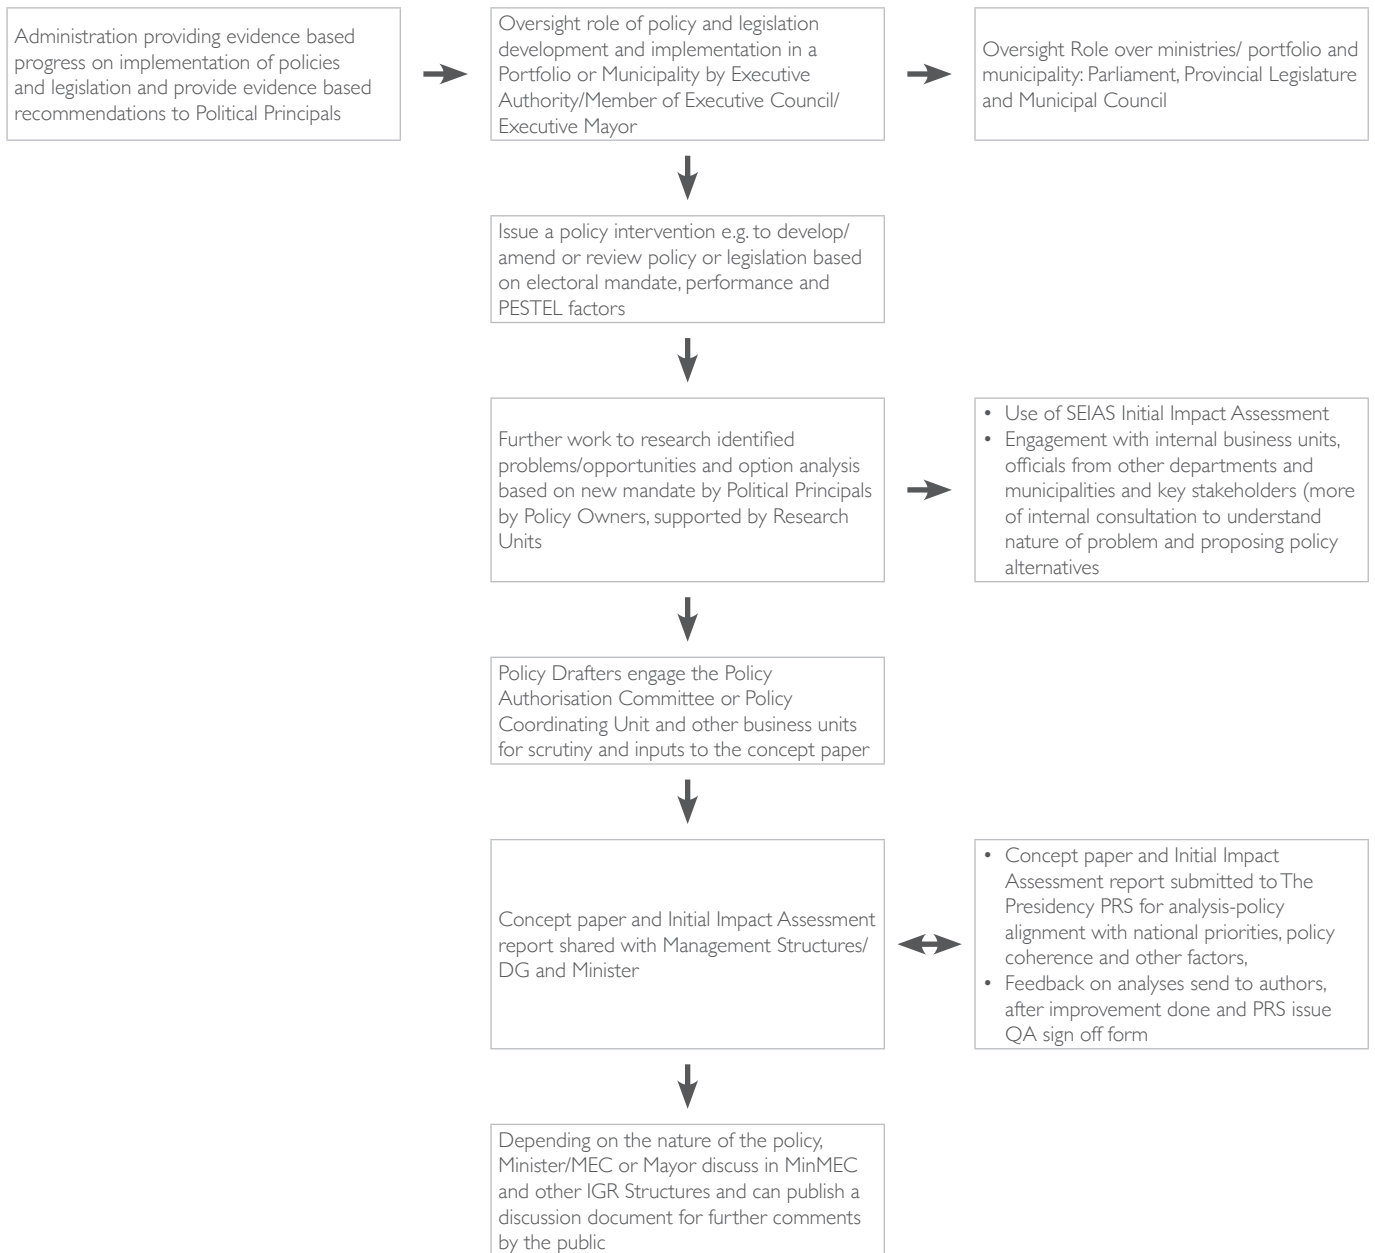 Administration providing evidence based
progress on implementation of policies
and legislation and provide evidence based
recommendations to Political Principals
Oversight role of policy and legislation
development and implementation in a
Portfolio or Municipality by Executive
Authority/Member of Executive Council/
Executive Mayor
Oversight Role over ministries/ portfolio and
municipality: Parliament, Provincial Legislature
and Municipal Council
Issue a policy intervention e.g. to develop/
amend or review policy or legislation based
on electoral mandate, performance and
PESTEL factors
Further work to research identified
problems/opportunities and option analysis
based on new mandate by Political Principals
by Policy Owners, supported by Research
Units
• Use of SEIAS Initial Impact Assessment
• Engagement with internal business units,
officials from other departments and
municipalities and key stakeholders (more
of internal consultation to understand
nature of problem and proposing policy
alternatives
Policy Drafters engage the Policy
Authorisation Committee or Policy
Coordinating Unit and other business units
for scrutiny and inputs to the concept paper
Concept paper and Initial Impact Assessment
report shared with Management Structures/
DG and Minister
• Concept paper and Initial Impact
Assessment report submitted to The
Presidency PRS for analysis-policy
alignment with national priorities, policy
coherence and other factors,
• Feedback on analyses send to authors,
after improvement done and PRS issue
QA sign off form
Depending on the nature of the policy,
Minister/MEC or Mayor discuss in MinMEC
and other IGR Structures and can publish a
discussion document for further comments
by the public